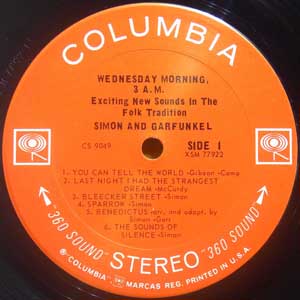 COLUMBIA
WEDNESDAY MORNING,
3 A.M.
Exciting New Sounds In The
Folk Tradition
SIMON AND GARFUNKEL
CS 9049
SIDE 1
XSM 77922
1. YOU CAN TELL THE WORLD -Gibson -Camp
2. LAST NIGHT I HAD THE STRANGEST
DREAM -McCurdy
3. BLEECKER STREET -Simon
4. SPARROW -Simon
5. BENEDICTUS -arr. and adapt. by
Simon -Garf
6. THE SOUNDS OF
SILENCE -Simon
"360 SOUND" STEREO "360 SOUND"
® "COLUMBIA" MARCAS REG. PRINTED IN U.S.A.